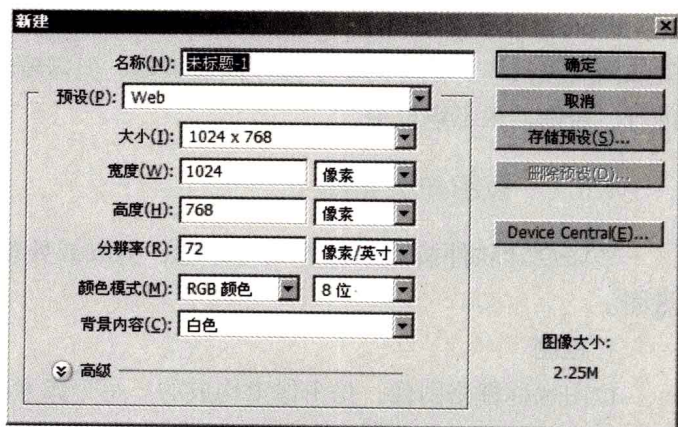 新建
名称(N): 未标题-1
确定
预设(P): Web
取消
大小(I): 1024 x 768
存储预设(S)...
宽度(W): 1024 像素
删除预设(D)...
高度(H): 768 像素
分辨率(R): 72 像素/英寸
Device Central(E)...
颜色模式(M): RGB 颜色 8 位
背景内容(C): 白色
图像大小:
高级
2.25M